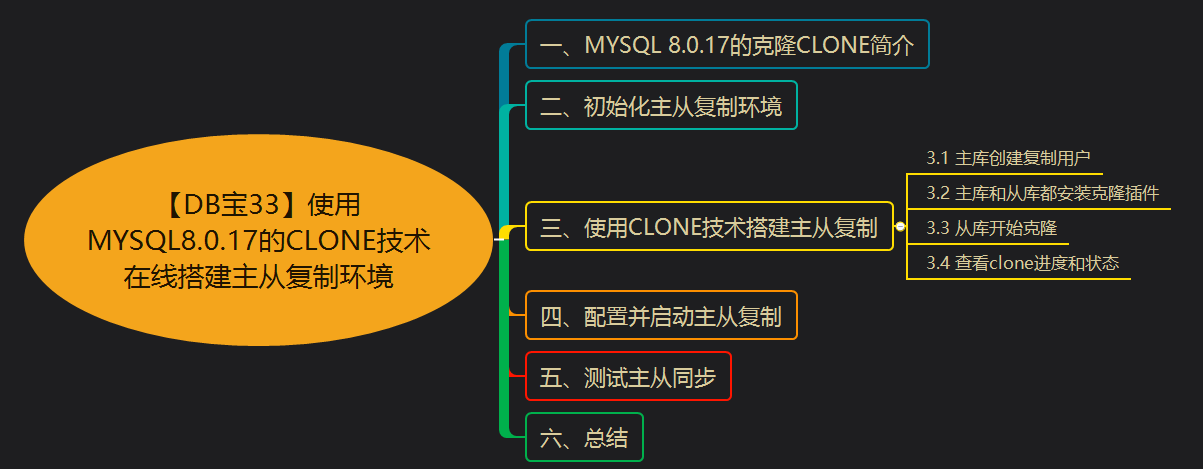 【DB宝33】使用
MYSQL8.0.17的CLONE技术
在线搭建主从复制环境
一、MYSQL 8.0.17的克隆CLONE简介
二、初始化主从复制环境
三、使用CLONE技术搭建主从复制
3.1 主库创建复制用户
3.2 主库和从库都安装克隆插件
3.3 从库开始克隆
3.4 查看clone进度和状态
四、配置并启动主从复制
五、测试主从同步
六、总结